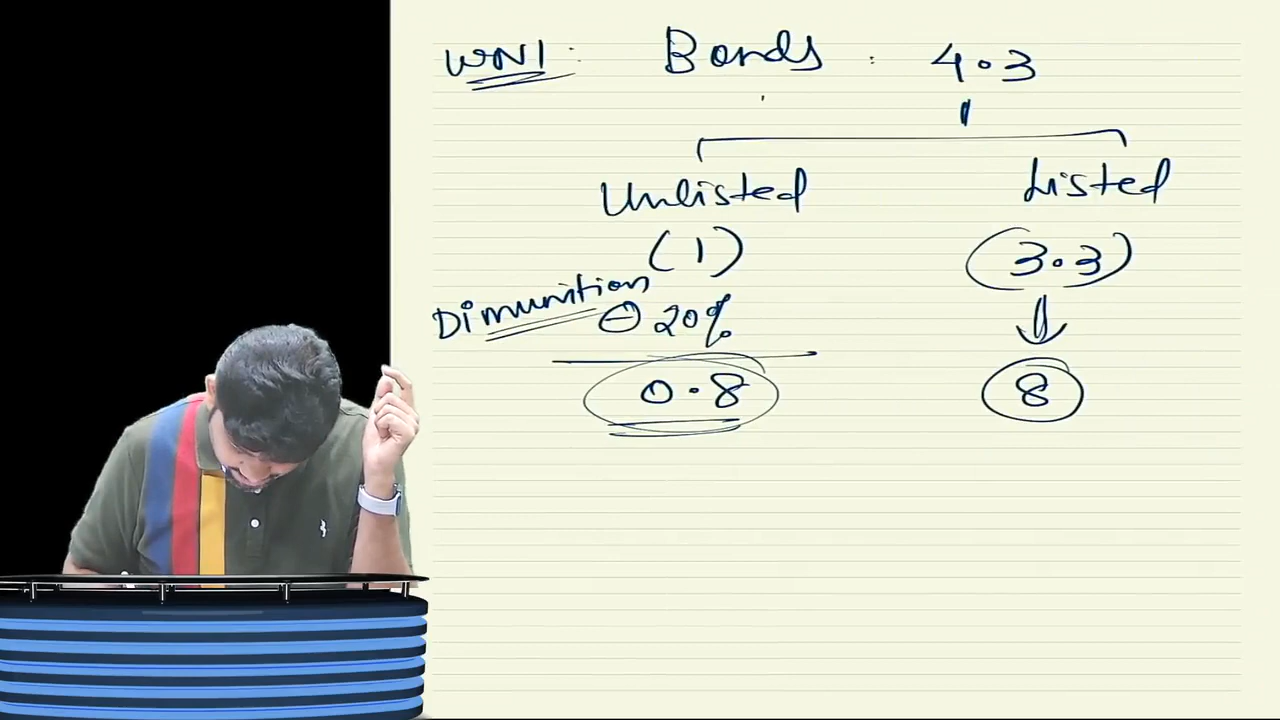 WN1 : Bonds : 4.3
Unlisted Listed
(1) (3.3)
Dimunition ⊖ 20%
0.8 8